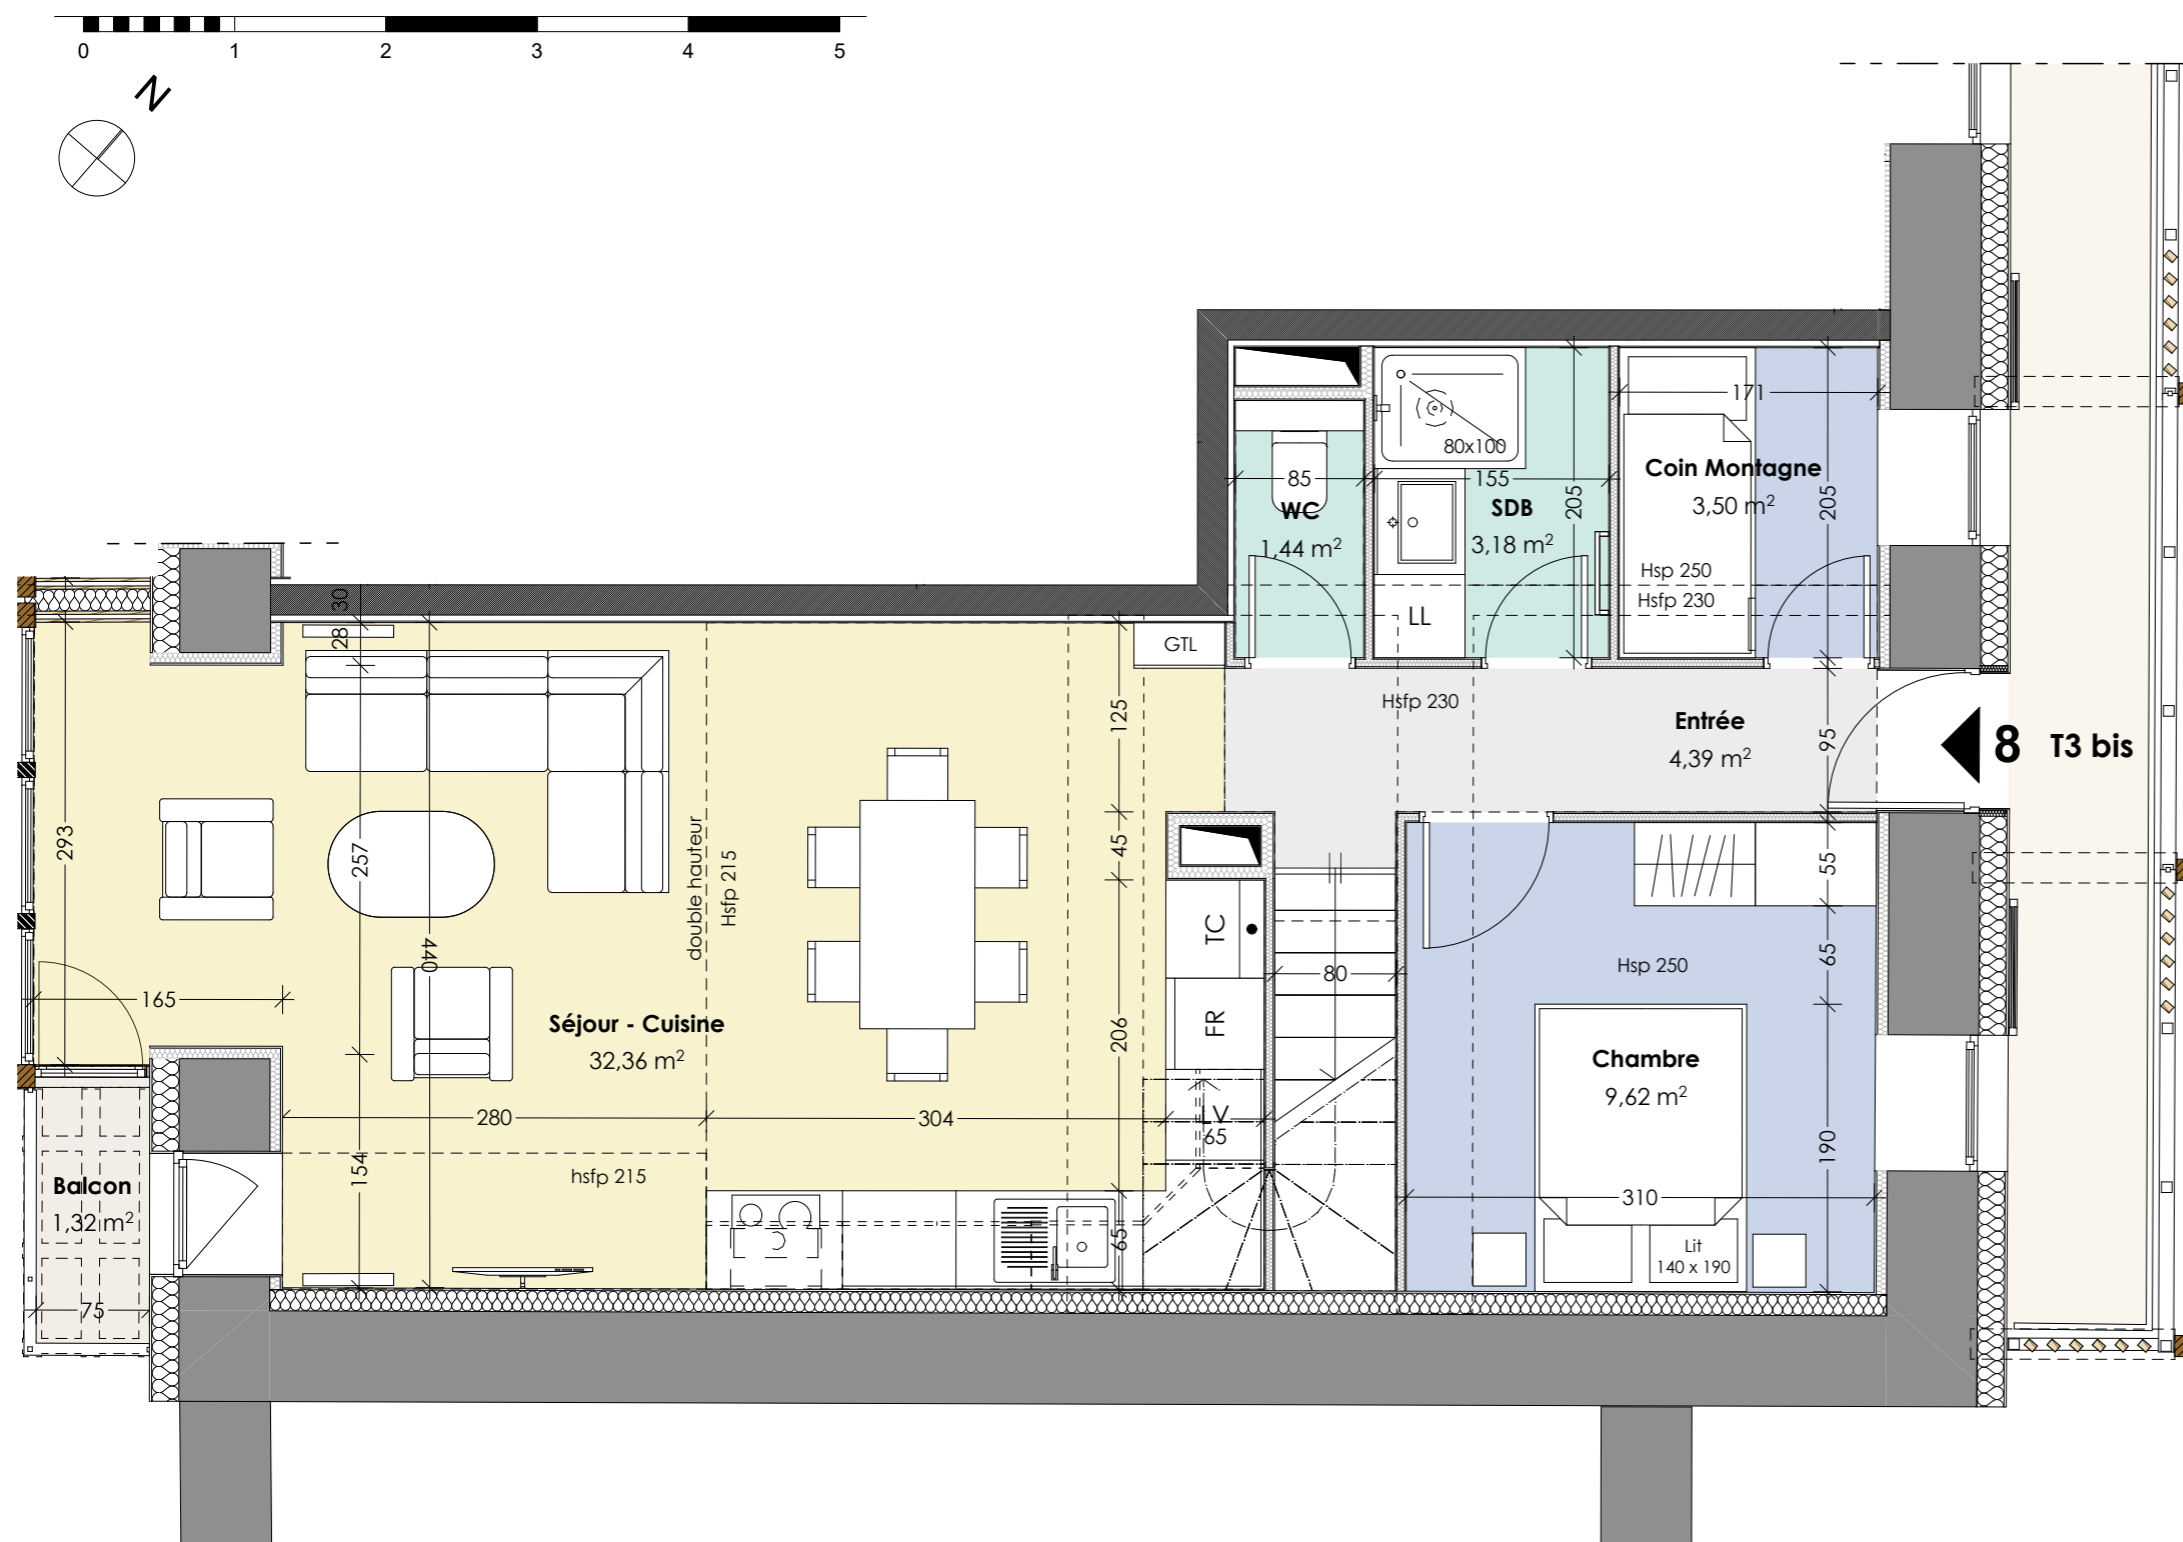 0 1 2 3 4 5
N
171
80x100
Coin Montagne
3,50 m²
85
155
WC
1,44 m²
SDB
3,18 m²
205
205
Hsp 250
Hsfp 230
LL
30
28
GTL
Hsfp 230
125
Entrée
4,39 m²
95
8 T3 bis
293
257
440
double hauteur
Hsfp 215
45
55
TC
65
Hsp 250
80
165
FR
206
Séjour - Cuisine
32,36 m²
Chambre
9,62 m²
280
304
LV
65
154
hsfp 215
190
Balcon
1,32 m²
310
65
Lit
140 x 190
75